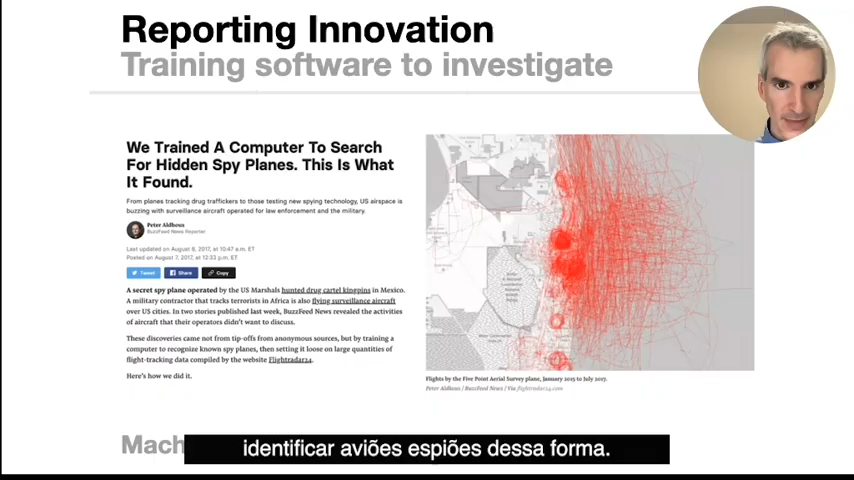 Reporting Innovation
Training software to investigate
We Trained A Computer To Search
For Hidden Spy Planes. This Is What
It Found.
From planes tracking drug traffickers to those testing new spying technology, US airspace is
buzzing with surveillance aircraft operated for law enforcement and the military.
Peter Aldhous
BuzzFeed News Reporter
Last updated on August 8, 2017, at 10:47 a.m. ET
Posted on August 7, 2017, at 12:33 p.m. ET
Tweet
Share
Copy
A secret spy plane operated by the US Marshals hunted drug cartel kingpins in Mexico.
A military contractor that tracks terrorists in Africa is also flying surveillance aircraft
over US cities. In two stories published last week, BuzzFeed News revealed the activities
of aircraft that their operators didn't want to discuss.
These discoveries came not from tip-offs from anonymous sources, but by training a
computer to recognize known spy planes, then setting it loose on large quantities of
flight-tracking data compiled by the website Flightradar24.
Here's how we did it.
Flights by the Five Point Aerial Survey plane, January 2015 to July 2017.
Peter Aldhous / BuzzFeed News / Via flightradar24.com
Mach
identificar aviões espiões dessa forma.